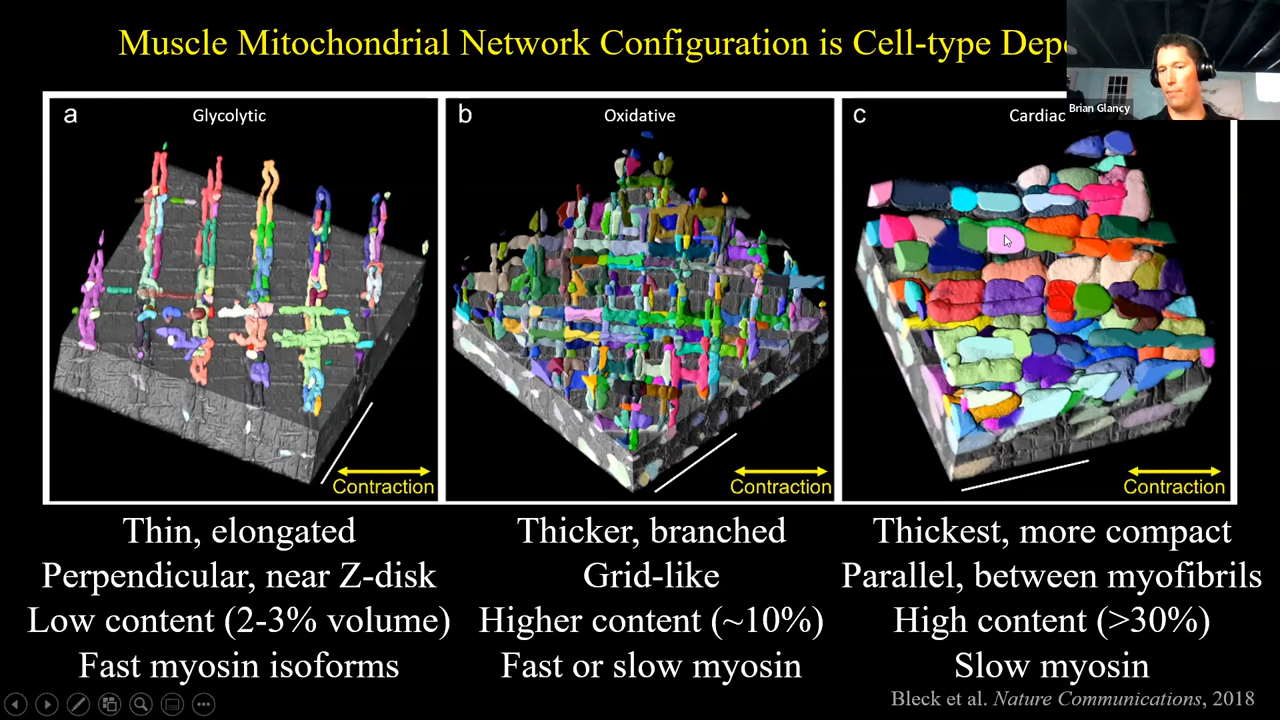 Muscle Mitochondrial Network Configuration is Cell-type
Brian Glancy
a Glycolytic
b Oxidative
c Cardiac
Contraction
Contraction
Contraction
Thin, elongated
Perpendicular, near Z-disk
Low content (2-3% volume)
Fast myosin isoforms
Thicker, branched
Grid-like
Higher content (~10%)
Fast or slow myosin
Thickest, more compact
Parallel, between myofibrils
High content (>30%)
Slow myosin
Bleck et al. Nature Communications, 2018